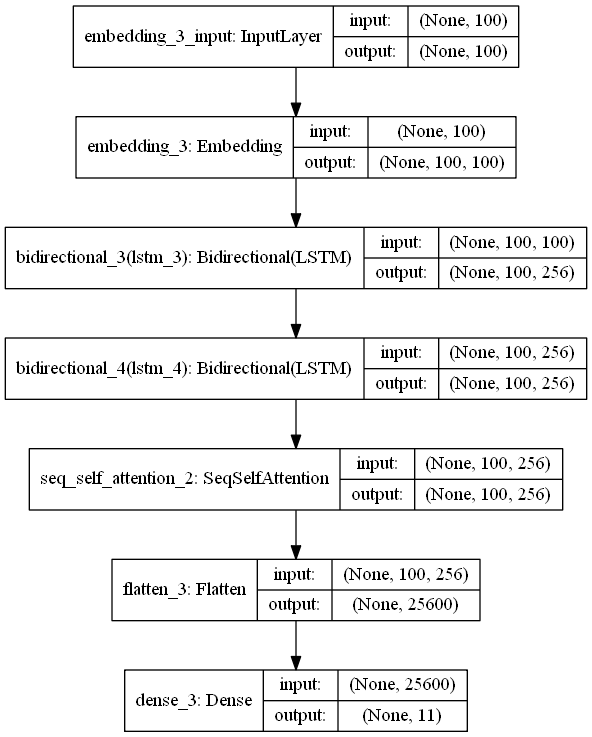 embedding_3_input: InputLayer
input: (None, 100)
output: (None, 100)
embedding_3: Embedding
input: (None, 100)
output: (None, 100, 100)
bidirectional_3(lstm_3): Bidirectional(LSTM)
input: (None, 100, 100)
output: (None, 100, 256)
bidirectional_4(lstm_4): Bidirectional(LSTM)
input: (None, 100, 256)
output: (None, 100, 256)
seq_self_attention_2: SeqSelfAttention
input: (None, 100, 256)
output: (None, 100, 256)
flatten_3: Flatten
input: (None, 100, 256)
output: (None, 25600)
dense_3: Dense
input: (None, 25600)
output: (None, 11)